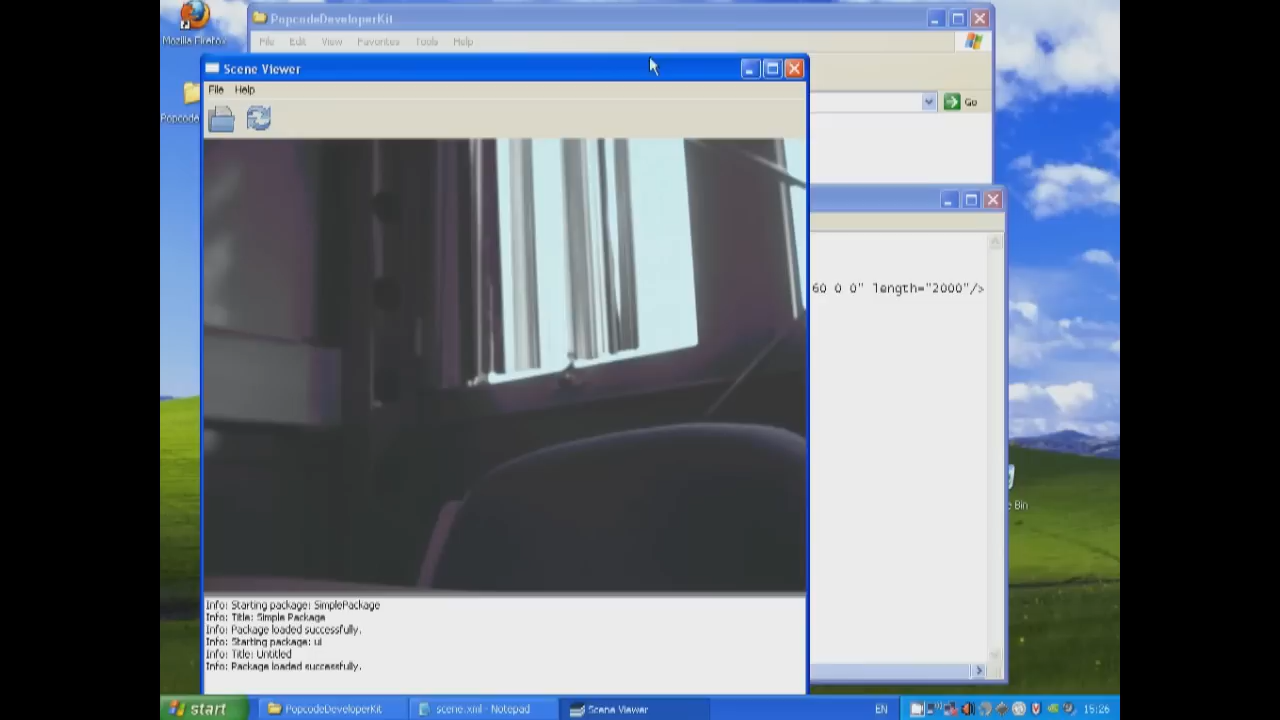 Mozilla Firefox
PopcodeDeveloperKit
File Edit View Favorites Tools Help
Scene Viewer
File Help
Go
Popcode
60 0 0" length="2000"/>
e Bin
Info: Starting package: SimplePackage
Info: Title: Simple Package
Info: Package loaded successfully.
Info: Starting package: ui
Info: Title: Untitled
Info: Package loaded successfully.
start
PopcodeDeveloperKit
scene.xml - Notepad
Scene Viewer
EN
15:26